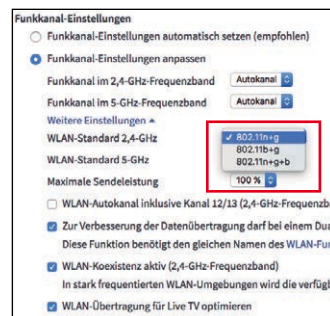 Funkkanal-Einstellungen
Funkkanal-Einstellungen automatisch setzen (empfohlen)
Funkkanal-Einstellungen anpassen
Funkkanal im 2,4-GHz-Frequenzband Autokanal
Funkkanal im 5-GHz-Frequenzband Autokanal
Weitere Einstellungen
WLAN-Standard 2,4-GHz ✓ 802.11n+g
802.11b+g
WLAN-Standard 5-GHz 802.11n+g+b
Maximale Sendeleistung 100 %
WLAN-Autokanal inklusive Kanal 12/13 (2,4-GHz-Frequenzba
Zur Verbesserung der Datenübertragung darf bei einem Dua
Diese Funktion benötigt den gleichen Namen des WLAN-Fun
WLAN-Koexistenz aktiv (2,4-GHz-Frequenzband)
In stark frequentierten WLAN-Umgebungen wird die verfügb
WLAN-Übertragung für Live TV optimieren